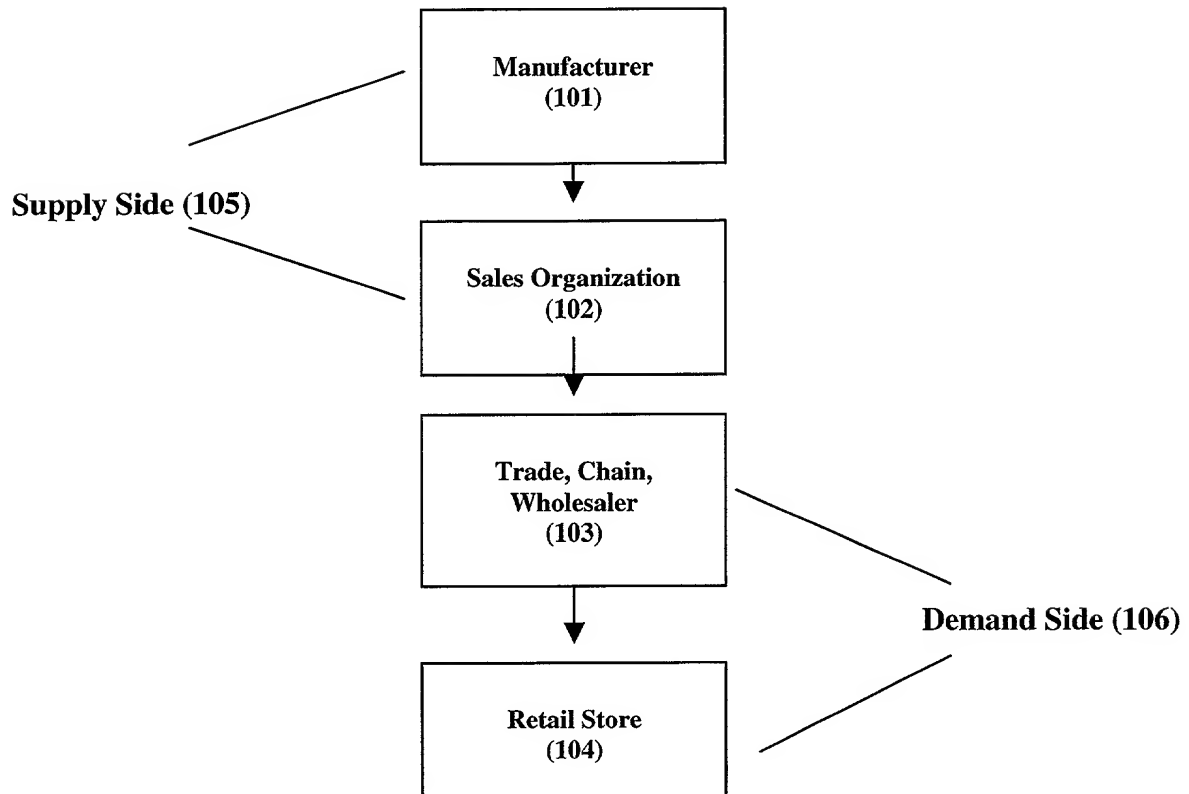 Manufacturer
(101)
Supply Side (105)
Sales Organization
(102)
Trade, Chain,
Wholesaler
(103)
Demand Side (106)
Retail Store
(104)